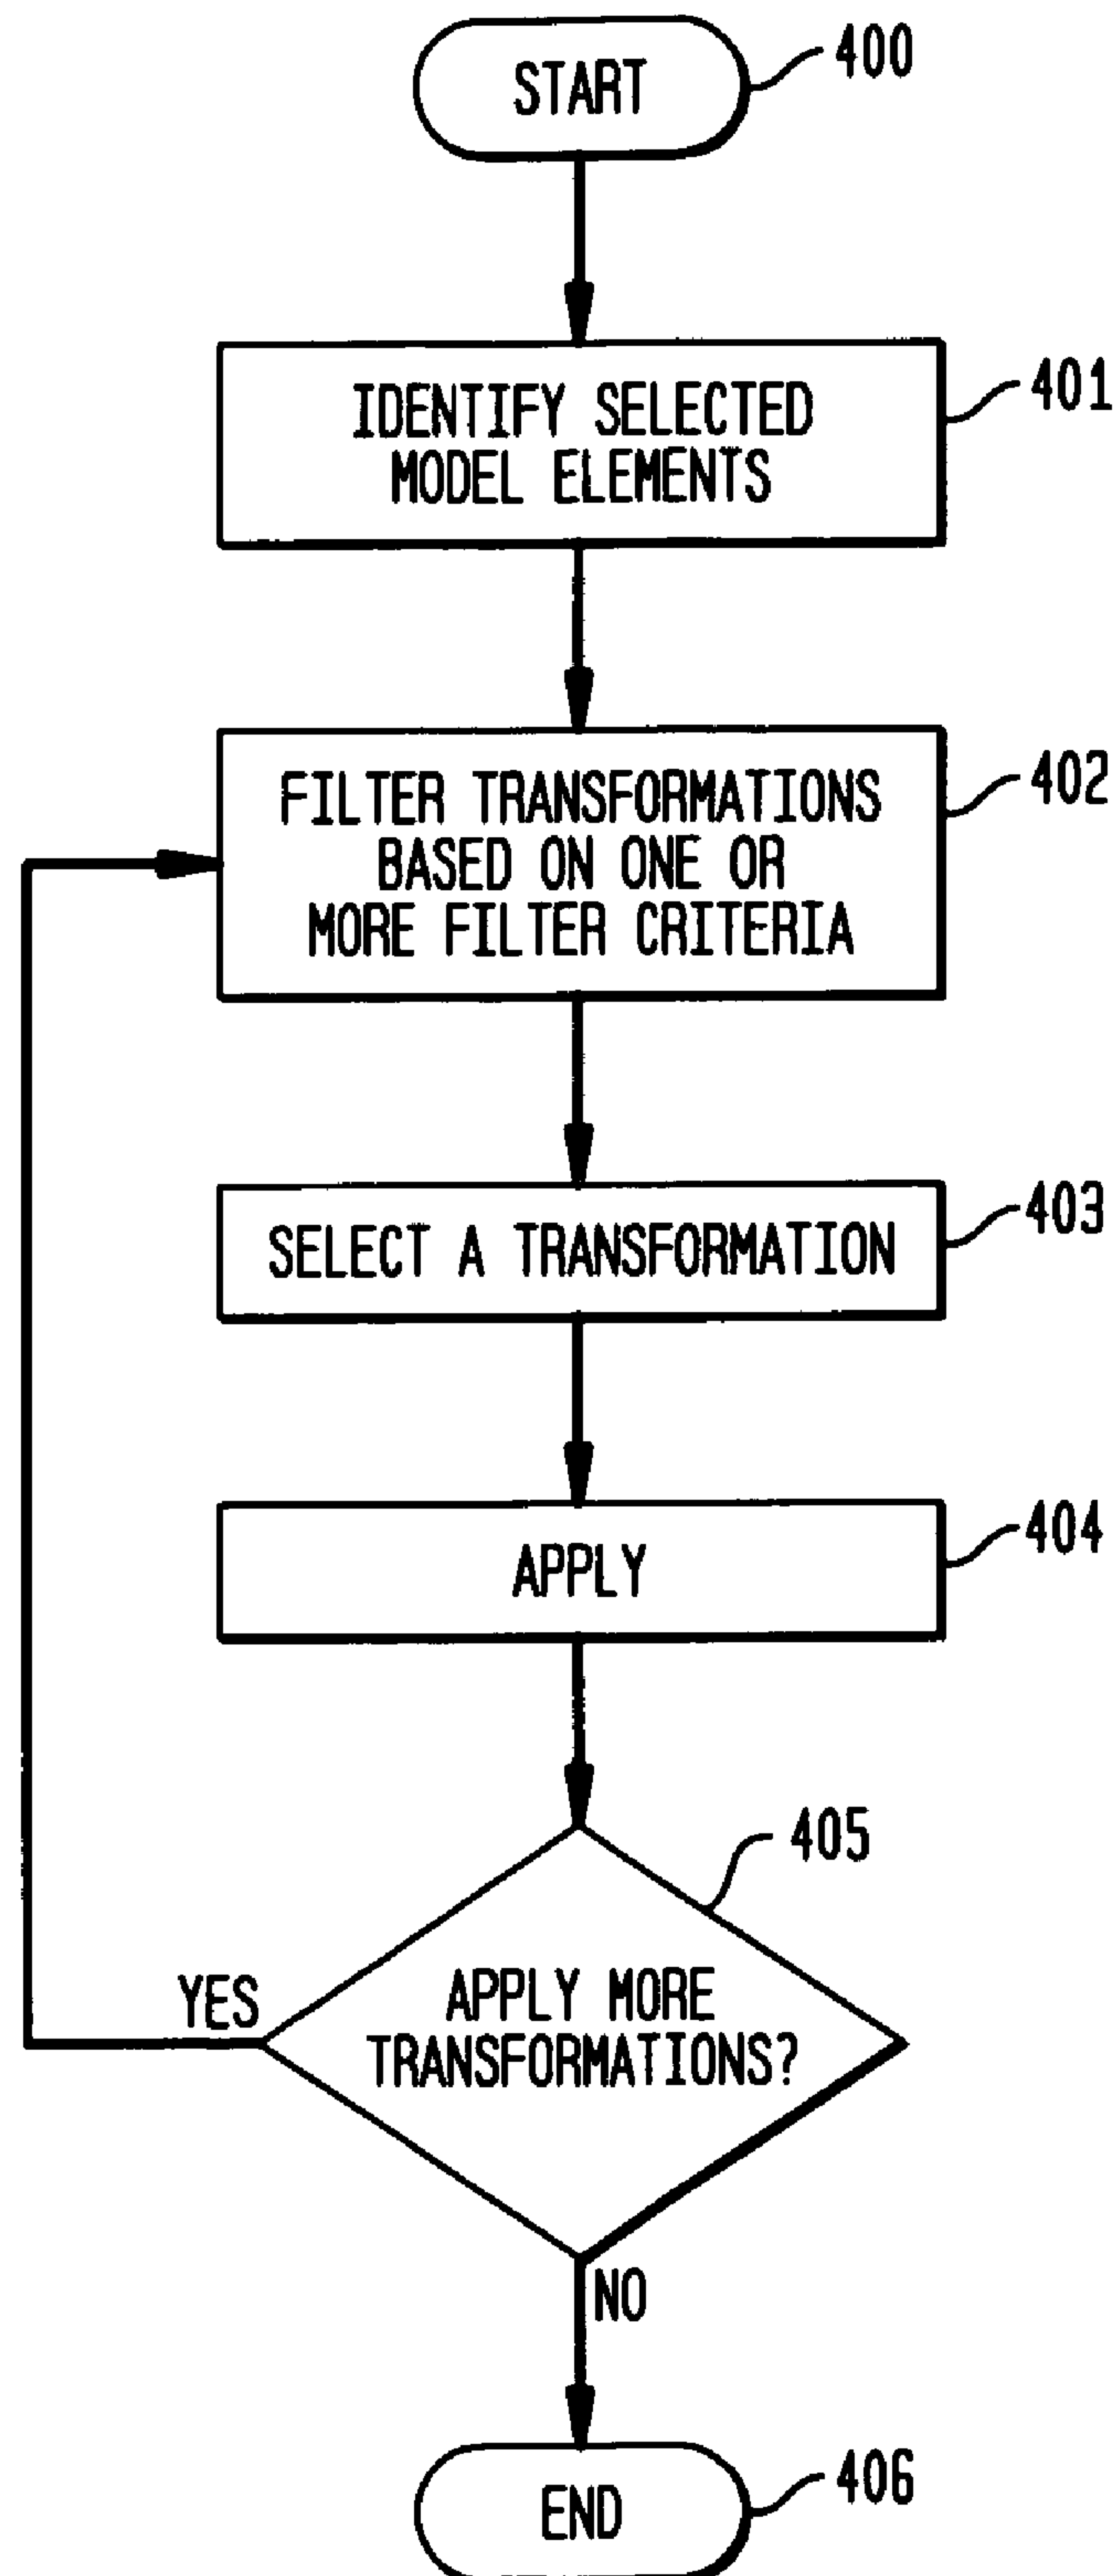 START
400
IDENTIFY SELECTED
MODEL ELEMENTS
401
FILTER TRANSFORMATIONS
BASED ON ONE OR
MORE FILTER CRITERIA
402
SELECT A TRANSFORMATION
403
APPLY
404
405
APPLY MORE
TRANSFORMATIONS?
YES
NO
END
406